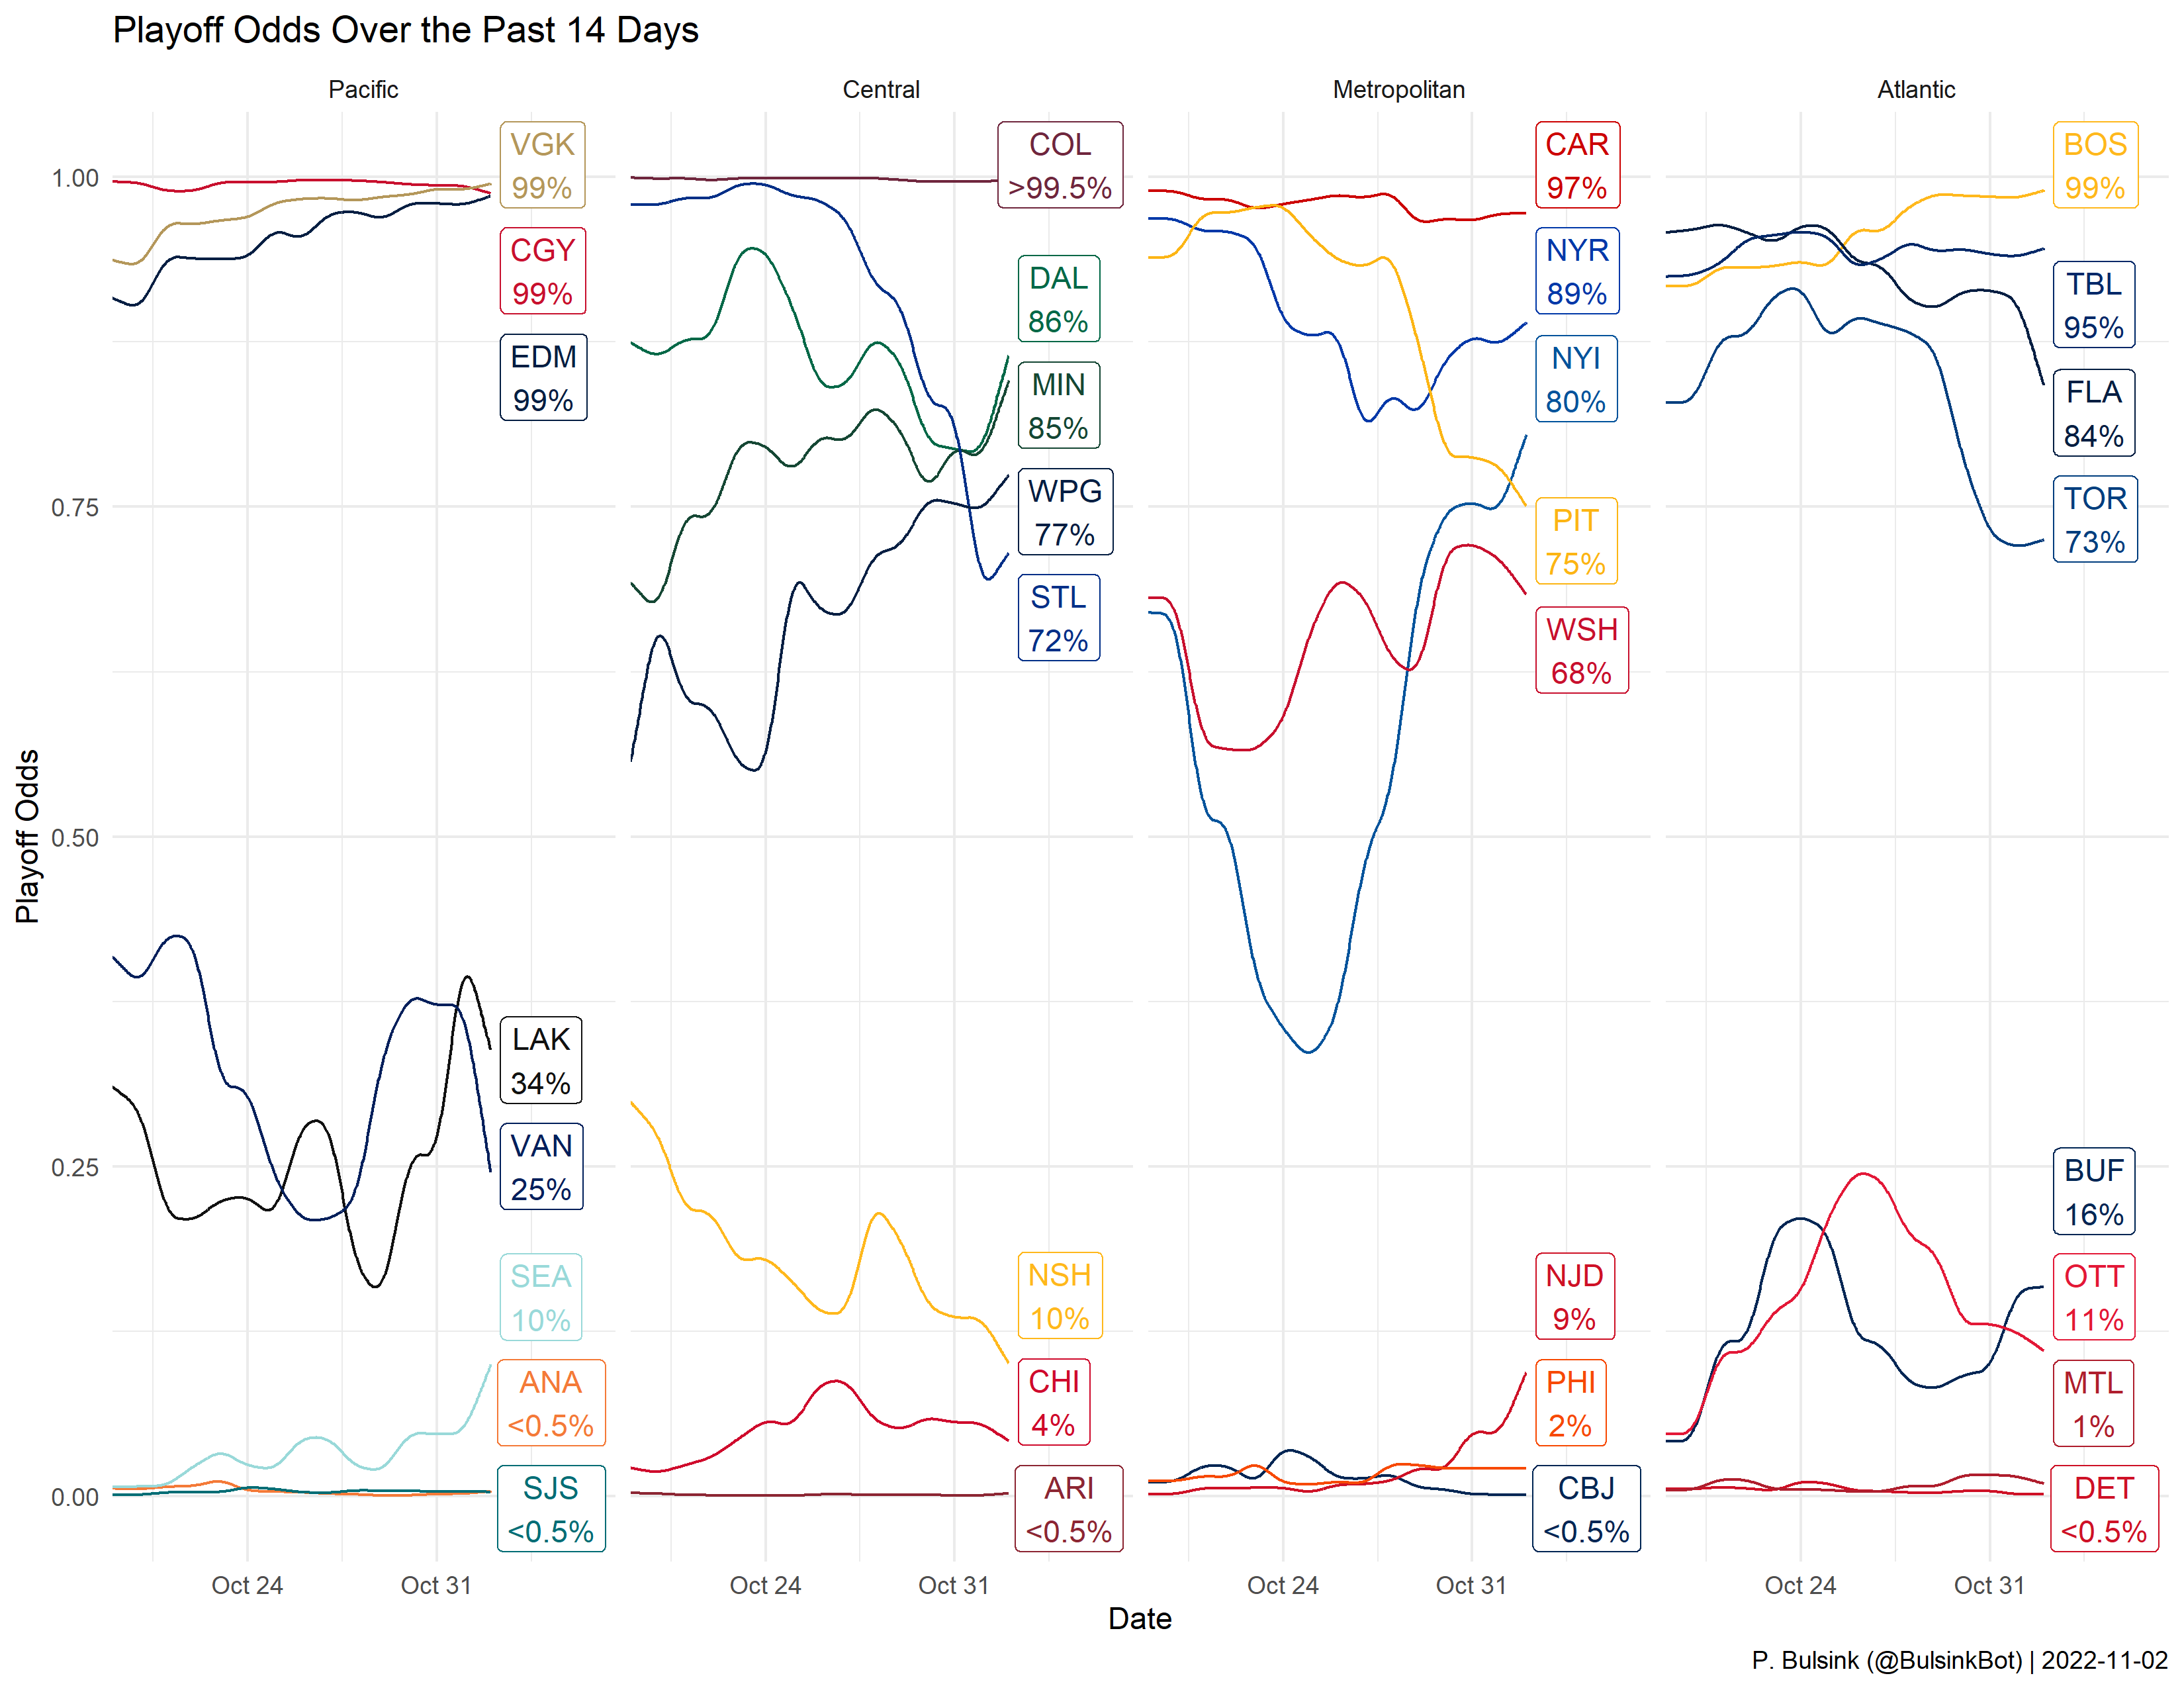 Playoff Odds Over the Past 14 Days
Pacific
Central
Metropolitan
Atlantic
Playoff Odds
1.00
0.75
0.50
0.25
0.00
VGK
99%
CGY
99%
EDM
99%
LAK
34%
VAN
25%
SEA
10%
ANA
<0.5%
SJS
<0.5%
COL
>99.5%
DAL
86%
MIN
85%
WPG
77%
STL
72%
NSH
10%
CHI
4%
ARI
<0.5%
CAR
97%
NYR
89%
NYI
80%
PIT
75%
WSH
68%
NJD
9%
PHI
2%
CBJ
<0.5%
BOS
99%
TBL
95%
FLA
84%
TOR
73%
BUF
16%
OTT
11%
MTL
1%
DET
<0.5%
Oct 24
Oct 31
Oct 24
Oct 31
Oct 24
Oct 31
Oct 24
Oct 31
Date
P. Bulsink (@BulsinkBot) | 2022-11-02